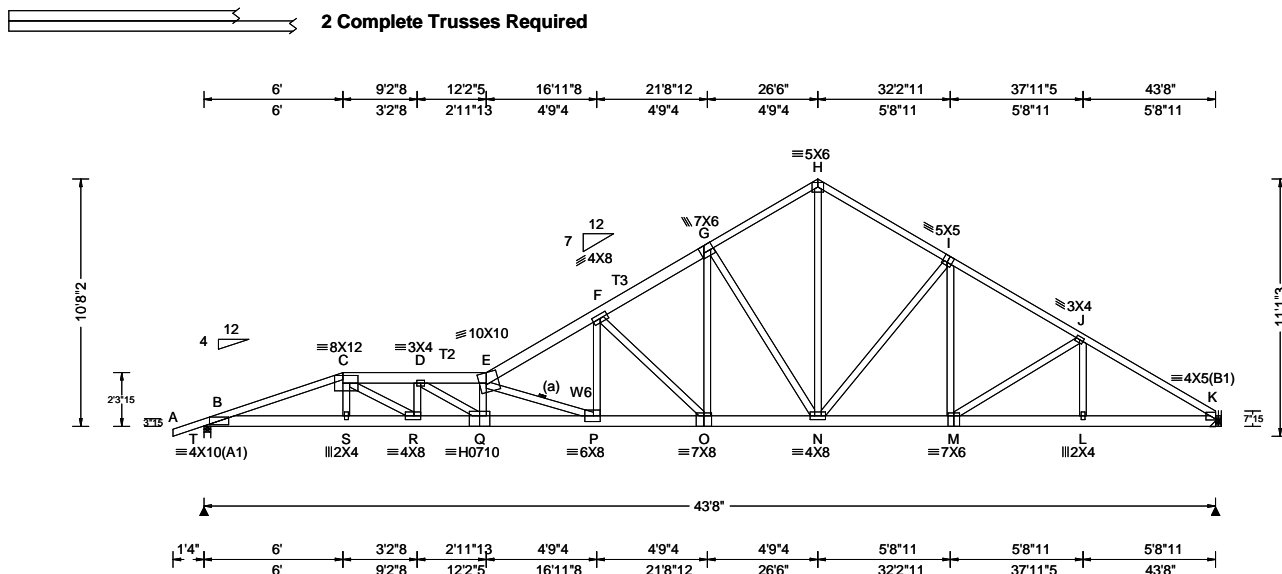 2 Complete Trusses Required
6' 9'2"8 12'2"5 16'11"8 21'8"12 26'6" 32'2"11 37'11"5 43'8"
6' 3'2"8 2'11"13 4'9"4 4'9"4 4'9"4 5'8"11 5'8"11 5'8"11
≡5X6
H
12
7
7X6
G
4X8
5X5
I
T3
F
3X4
J
10'8"2
11'1"3
12
4
≡8X12
C
≡3X4
D
T2
10X10
E
(a)
W6
≡4X5(B1)
K
2'3"15
3"15
A
B
7"15
T S R Q P O N M L
≡4X10(A1) |||2X4 ≡4X8 ≡H0710 ≡6X8 ≡7X8 ≡4X8 ≡7X6 |||2X4
43'8"
1'4" 6' 3'2"8 2'11"13 4'9"4 4'9"4 4'9"4 5'8"11 5'8"11 5'8"11
6' 9'2"8 12'2"5 16'11"8 21'8"12 26'6" 32'2"11 37'11"5 43'8"